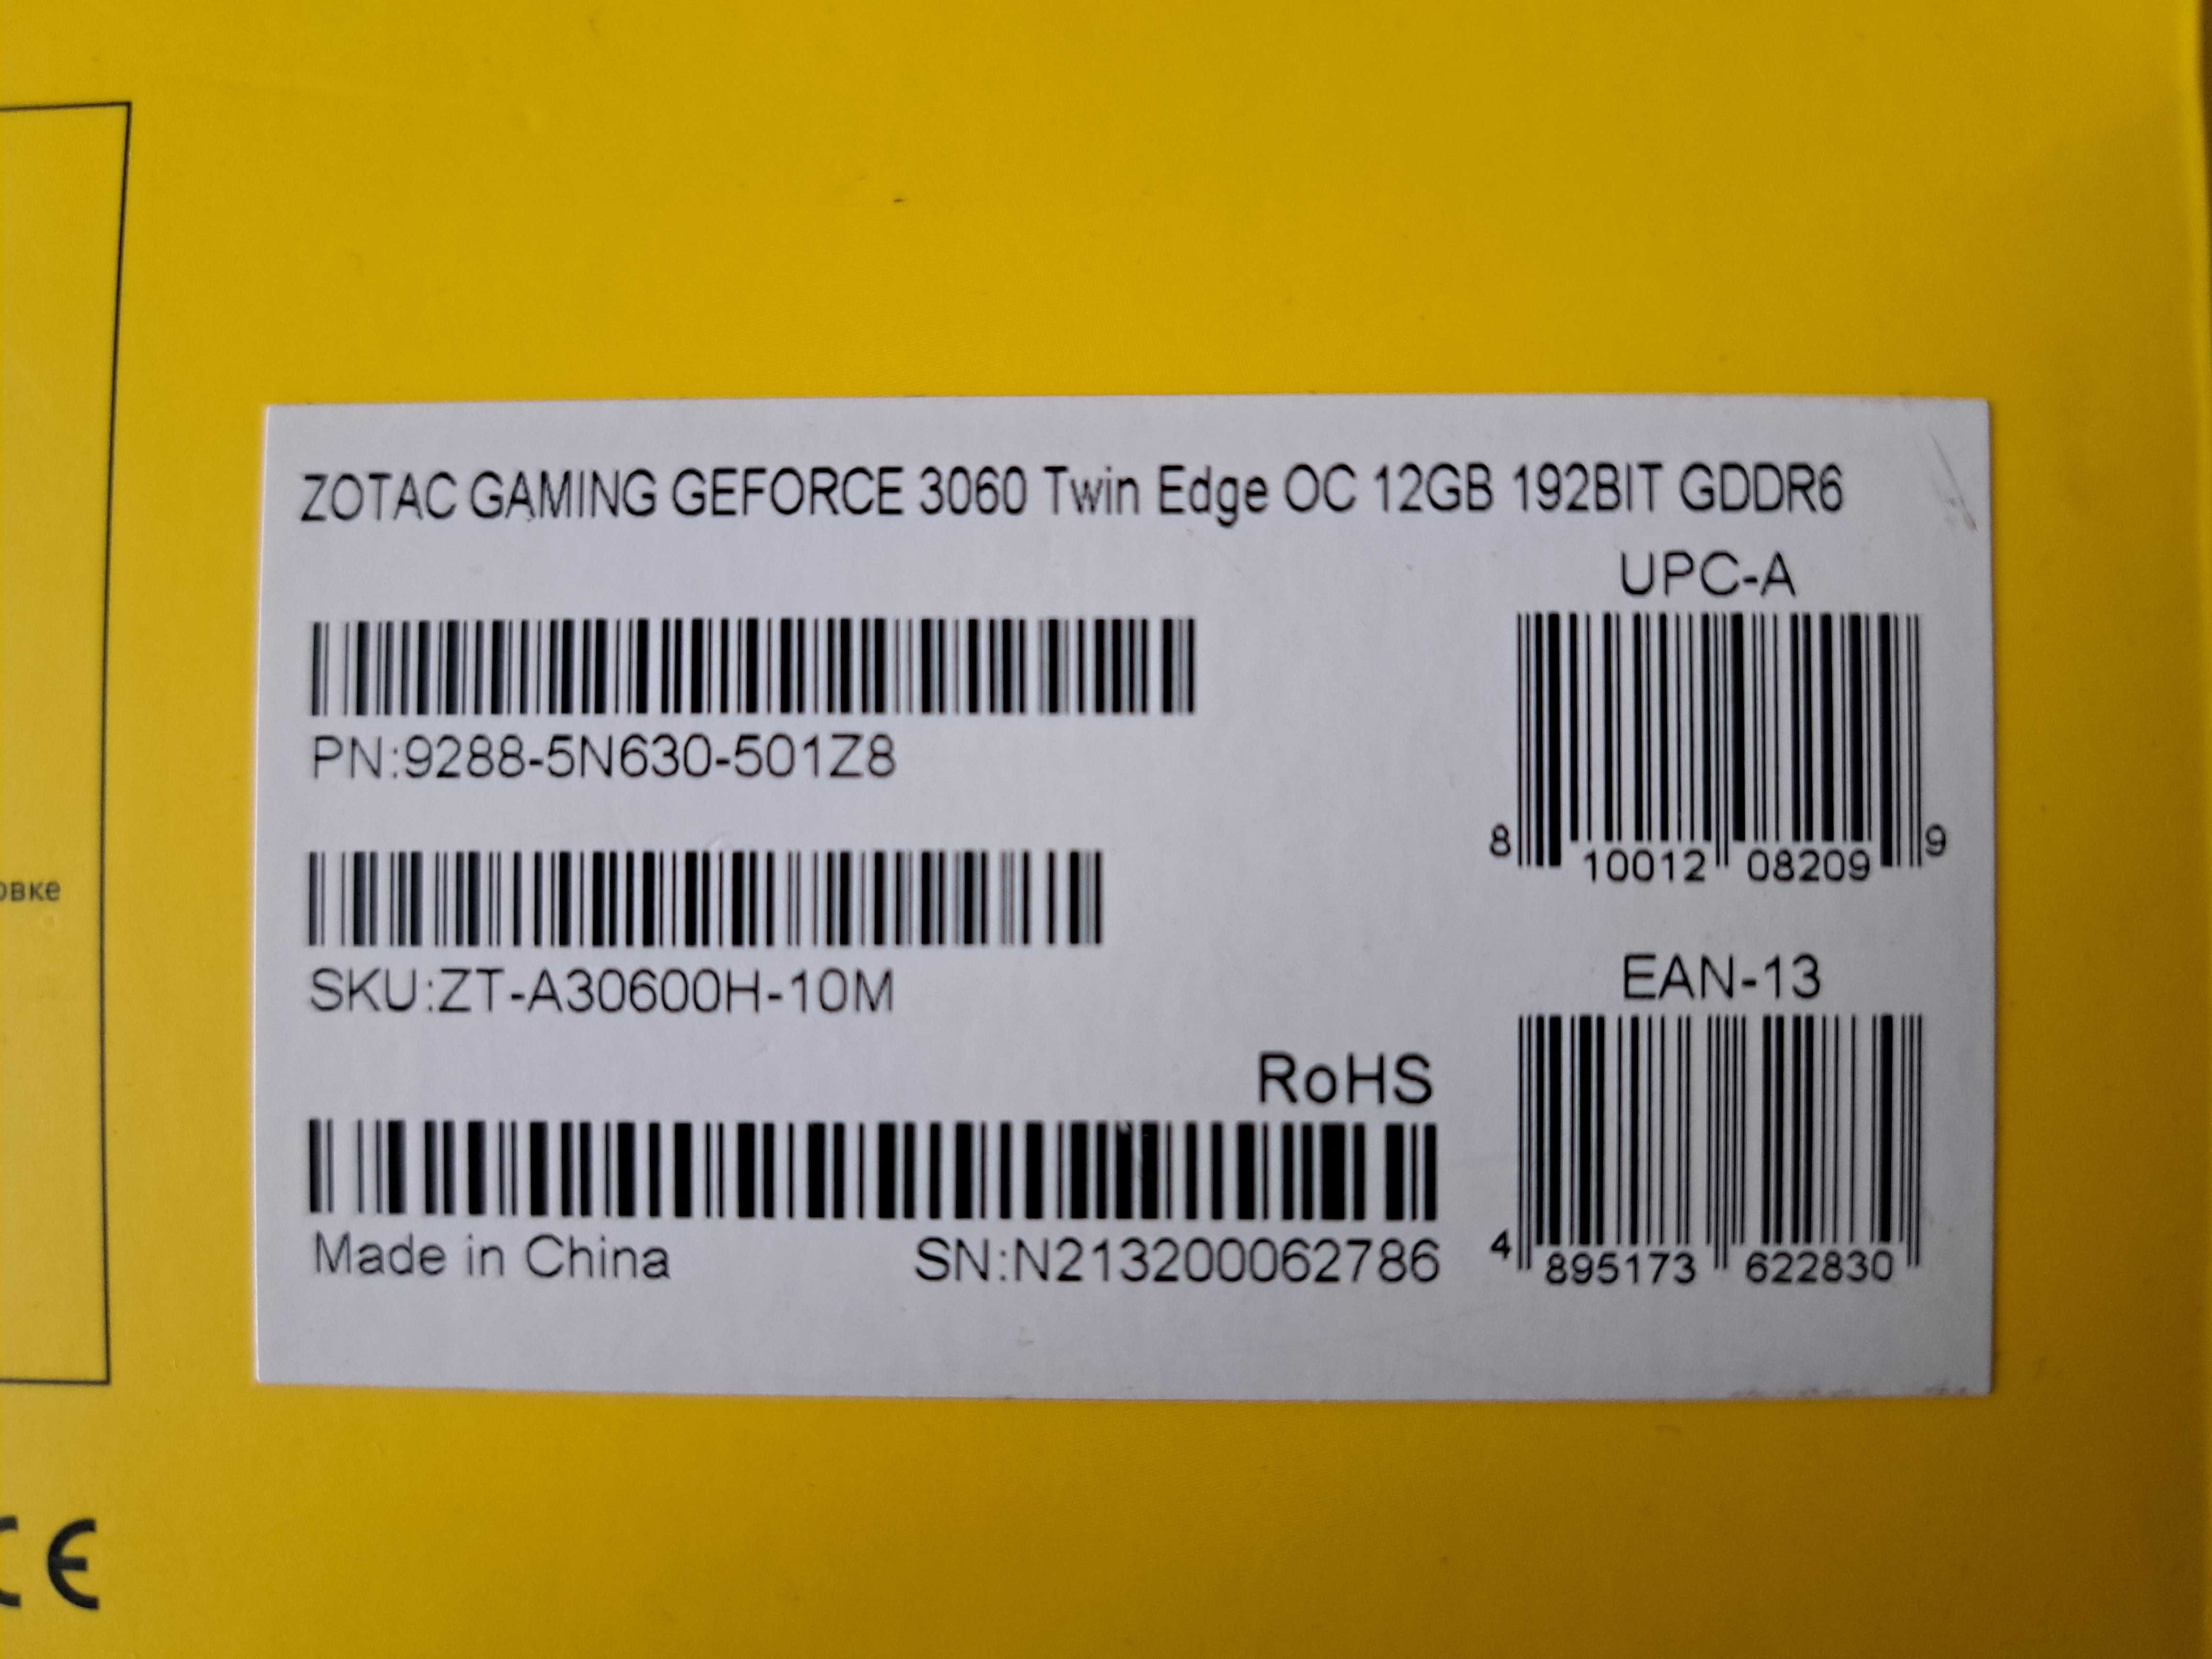 ZOTAC GAMING GEFORCE 3060 Twin Edge OC 12GB 192BIT GDDR6
UPC-A
PN:9288-5N630-501Z8
8 10012 08209 9
SKU:ZT-A30600H-10M
EAN-13
RoHS
Made in China SN:N213200062786
4 895173 622830
овке
CE